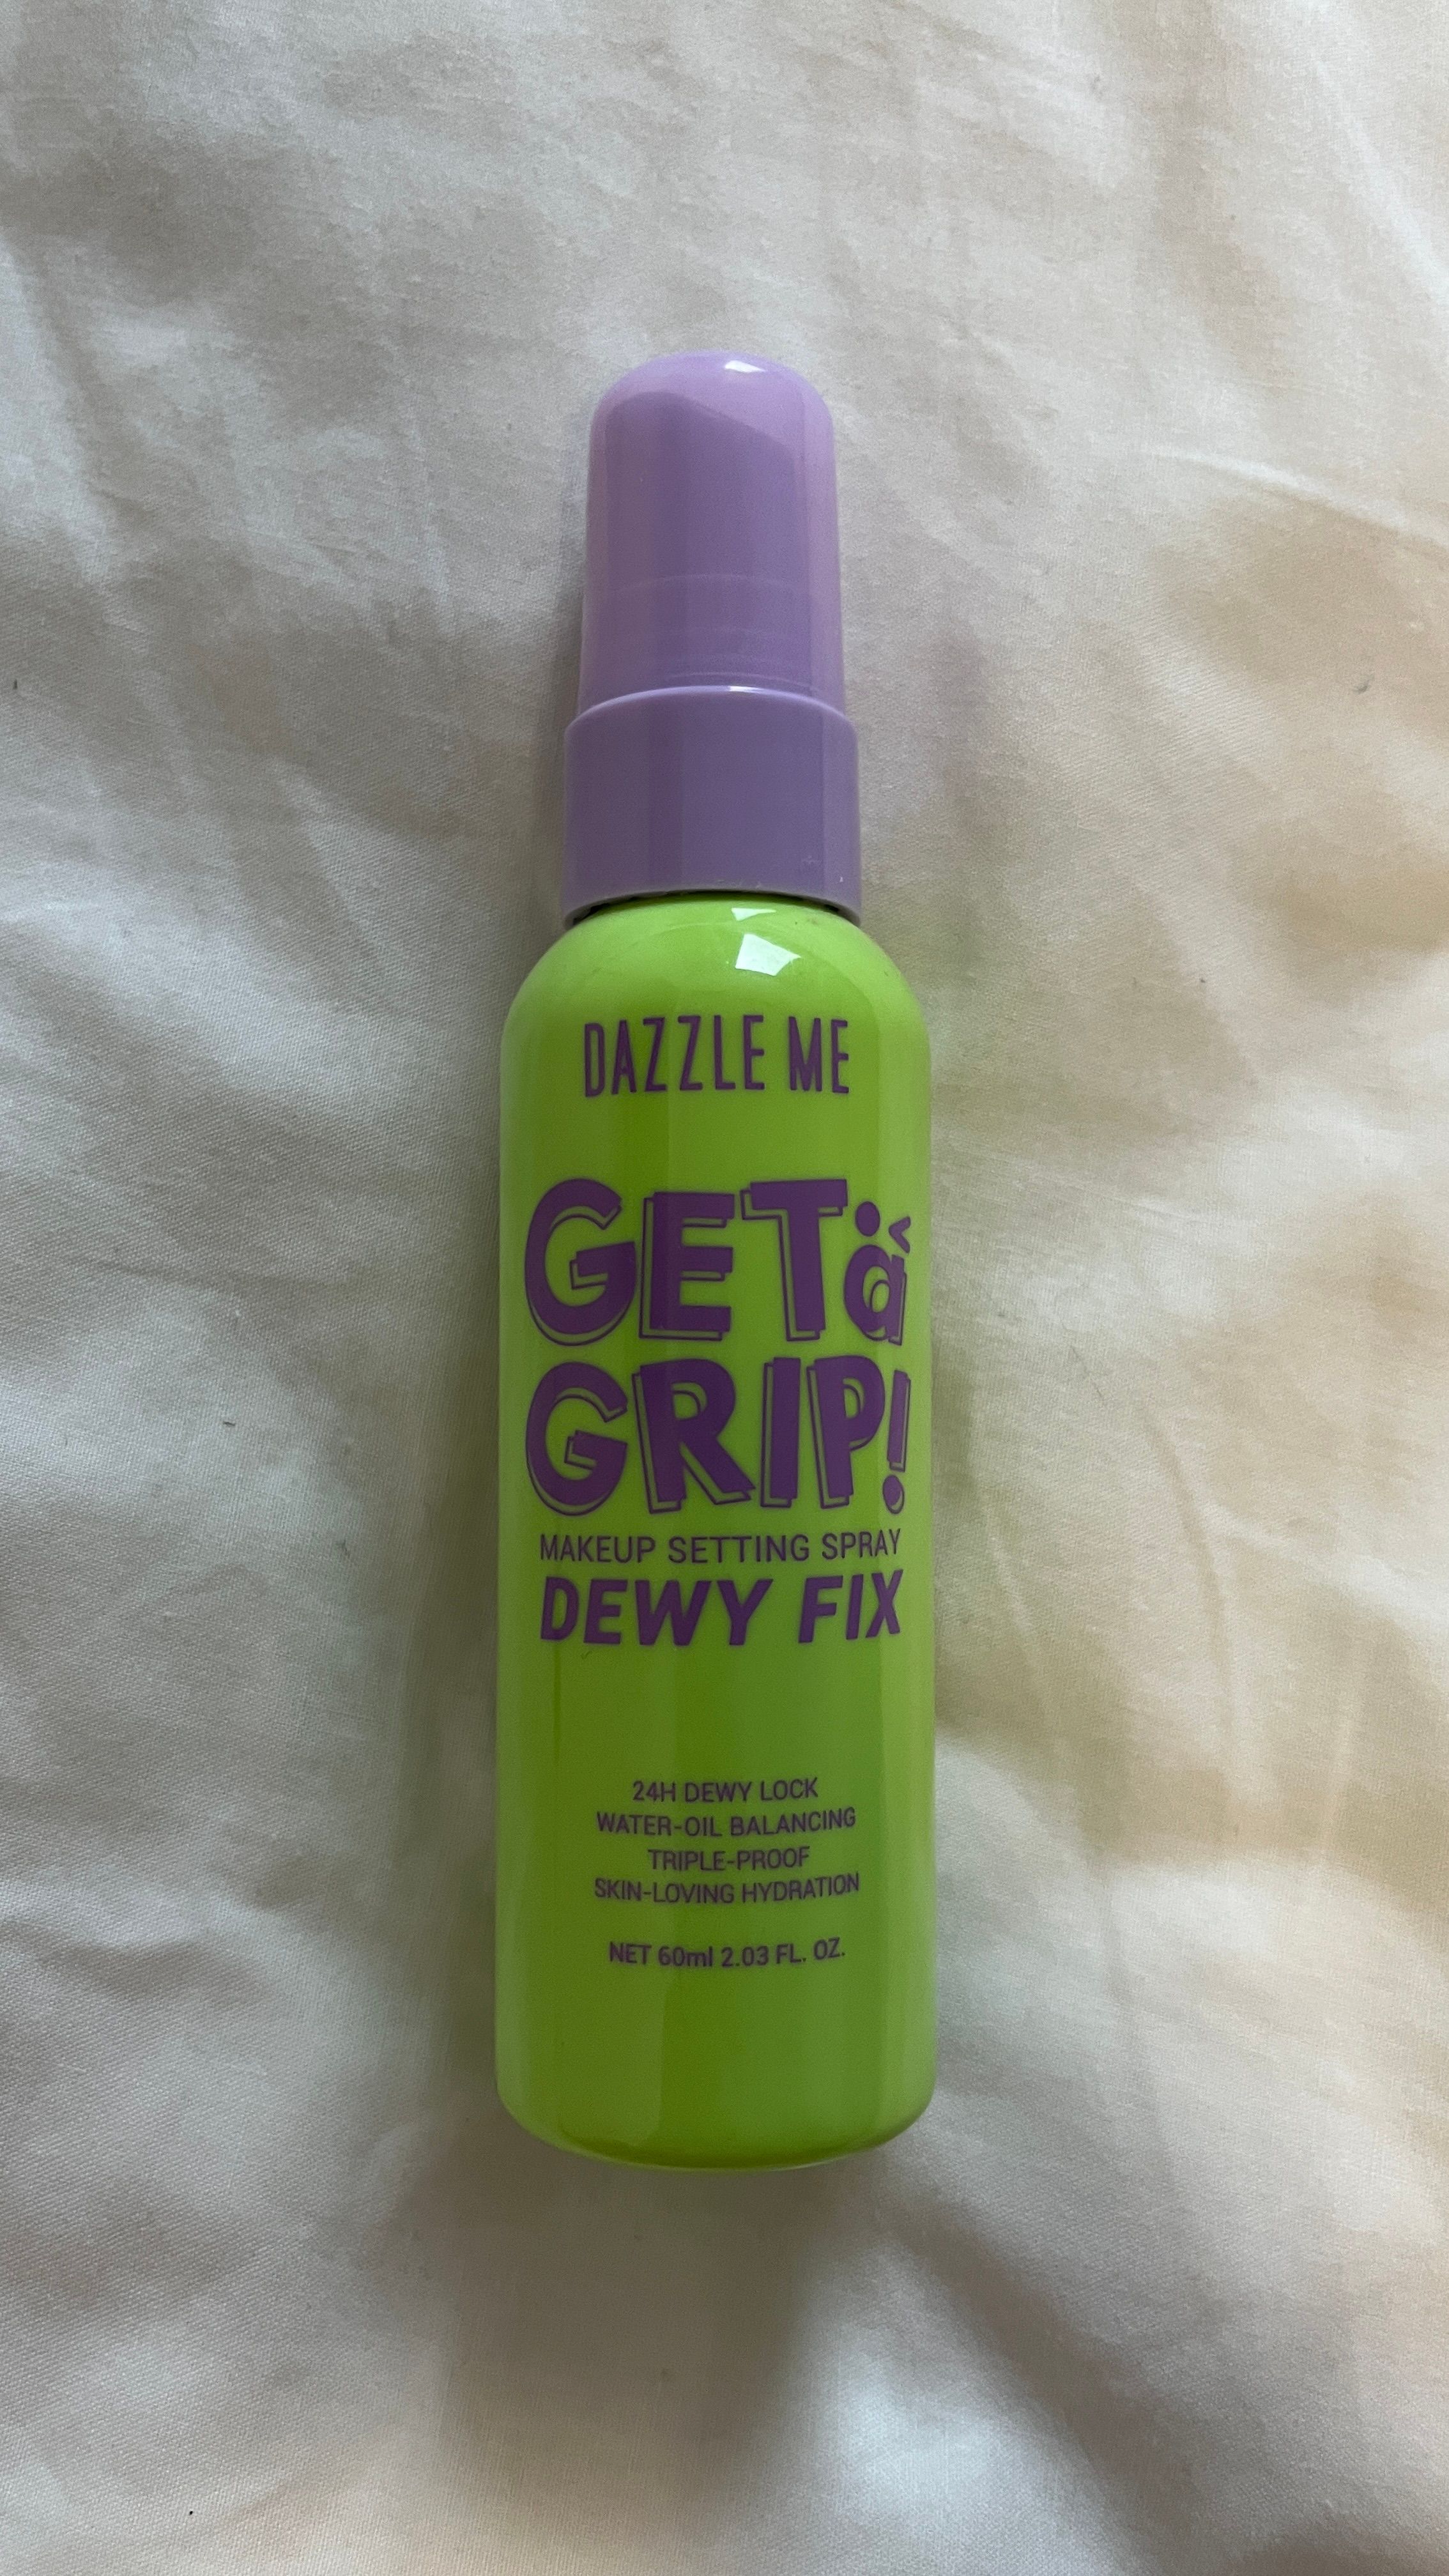 DAZZLE ME
GET a
GRIP!
MAKEUP SETTING SPRAY
DEWY FIX
24H DEWY LOCK
WATER-OIL BALANCING
TRIPLE-PROOF
SKIN-LOVING HYDRATION
NET 60ml 2.03 FL. OZ.